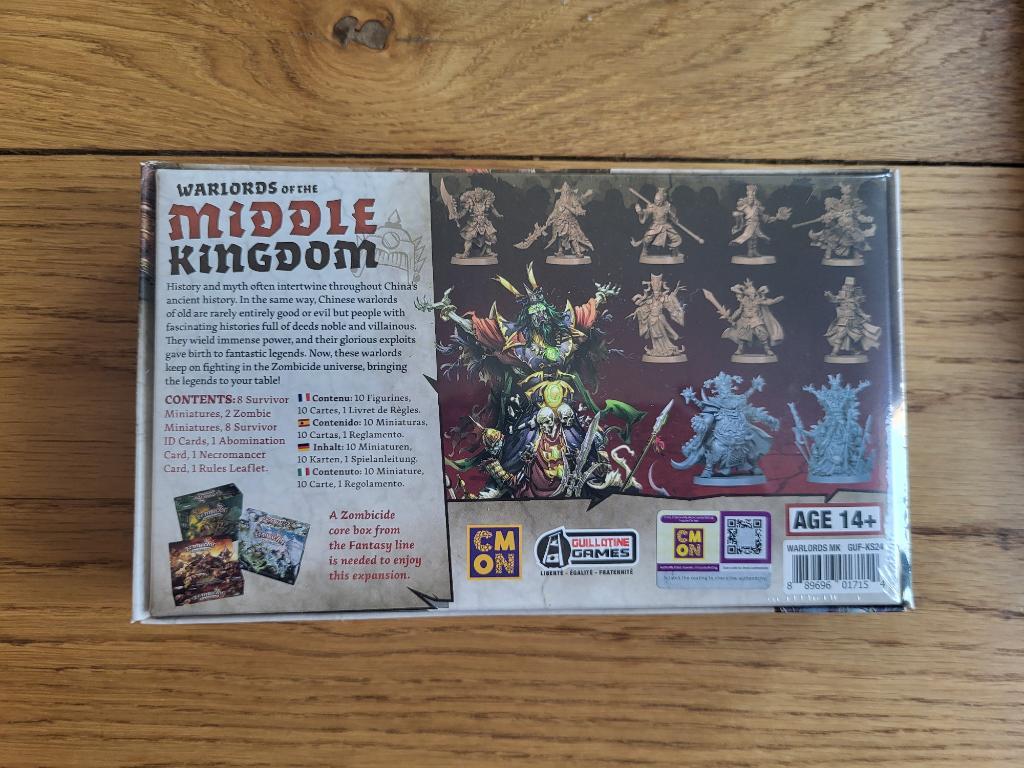 WARLORDS OF THE
MIDDLE
KINGDOM
History and myth often intertwine throughout China's
ancient history. In the same way, Chinese warlords
of old are rarely entirely good or evil but people with
fascinating histories full of deeds noble and villainous.
They wield immense power, and their glorious exploits
gave birth to fantastic legends. Now, these warlords
keep on fighting in the Zombicide universe, bringing
the legends to your table!
CONTENTS: 8 Survivor
Miniatures, 2 Zombie
Miniatures, 8 Survivor
ID Cards, 1 Abomination
Card, 1 Necromancer
Card, 1 Rules Leaflet.
Contenu: 10 Figurines,
10 Cartes, 1 Livret de Règles.
Contenido: 10 Miniaturas,
10 Cartas, 1 Reglamento.
Inhalt: 10 Miniaturen,
10 Karten, 1 Spielanleitung.
Contenuto: 10 Miniature,
10 Carte, 1 Regolamento.
A Zombicide
core box from
the Fantasy line
is needed to enjoy
this expansion.
CM
ON
GUILLOTINE
GAMES
LIBERTÉ - ÉGALITÉ - FRATERNITÉ
CM
ON
AGE 14+
WARLORDS MK GUF-KS24
8 89696 01715 4